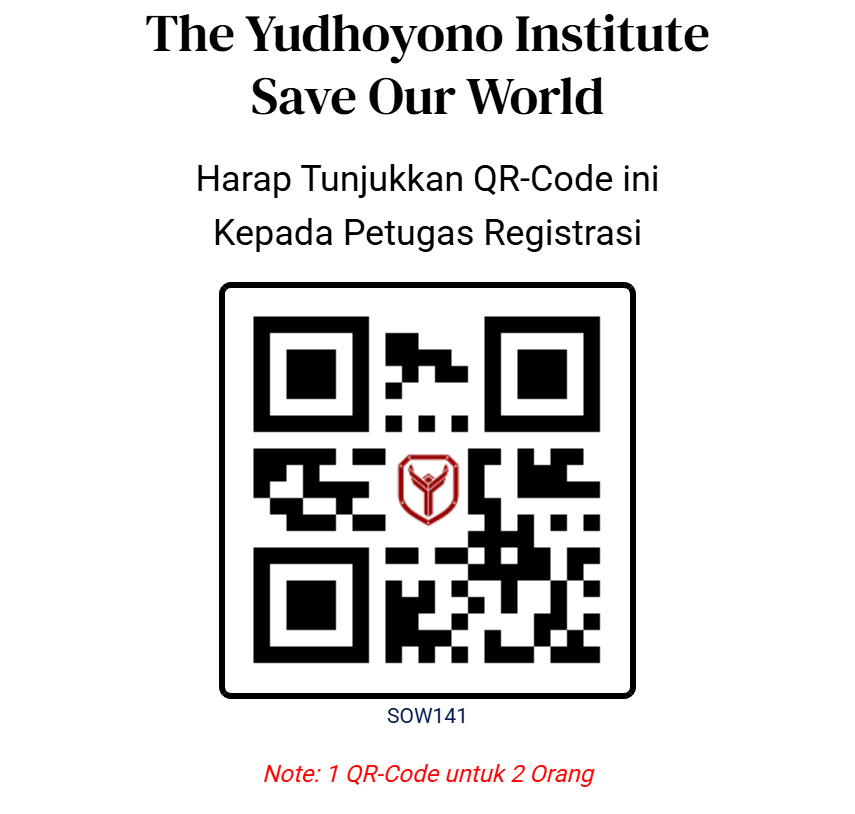 The Yudhoyono Institute
Save Our World
Harap Tunjukkan QR-Code ini
Kepada Petugas Registrasi
SOW141
Note: 1 QR-Code untuk 2 Orang